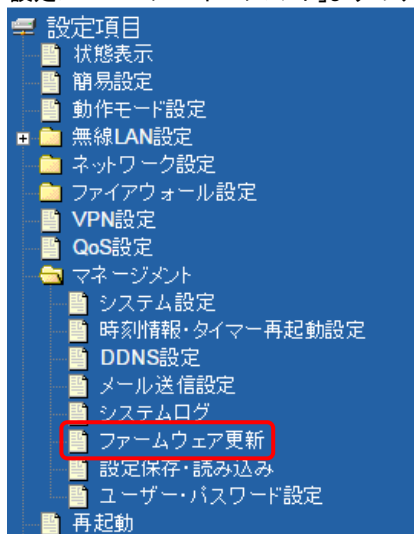 設定項目
状態表示
簡易設定
動作モード設定
無線LAN設定
ネットワーク設定
ファイアウォール設定
VPN設定
QoS設定
マネージメント
システム設定
時刻情報・タイマー再起動設定
DDNS設定
メール送信設定
システムログ
ファームウェア更新
設定保存・読み込み
ユーザー・パスワード設定
再起動